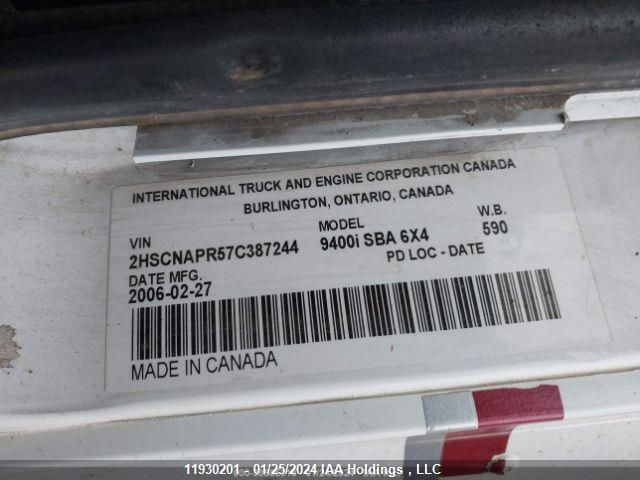 INTERNATIONAL TRUCK AND ENGINE CORPORATION CANADA
BURLINGTON, ONTARIO, CANADA
VIN MODEL W.B.
2HSCNAPR57C387244 9400i SBA 6X4 590
DATE MFG. PD LOC - DATE
2006-02-27
MADE IN CANADA
11930201 - 01/25/2024 IAA Holdings , LLC